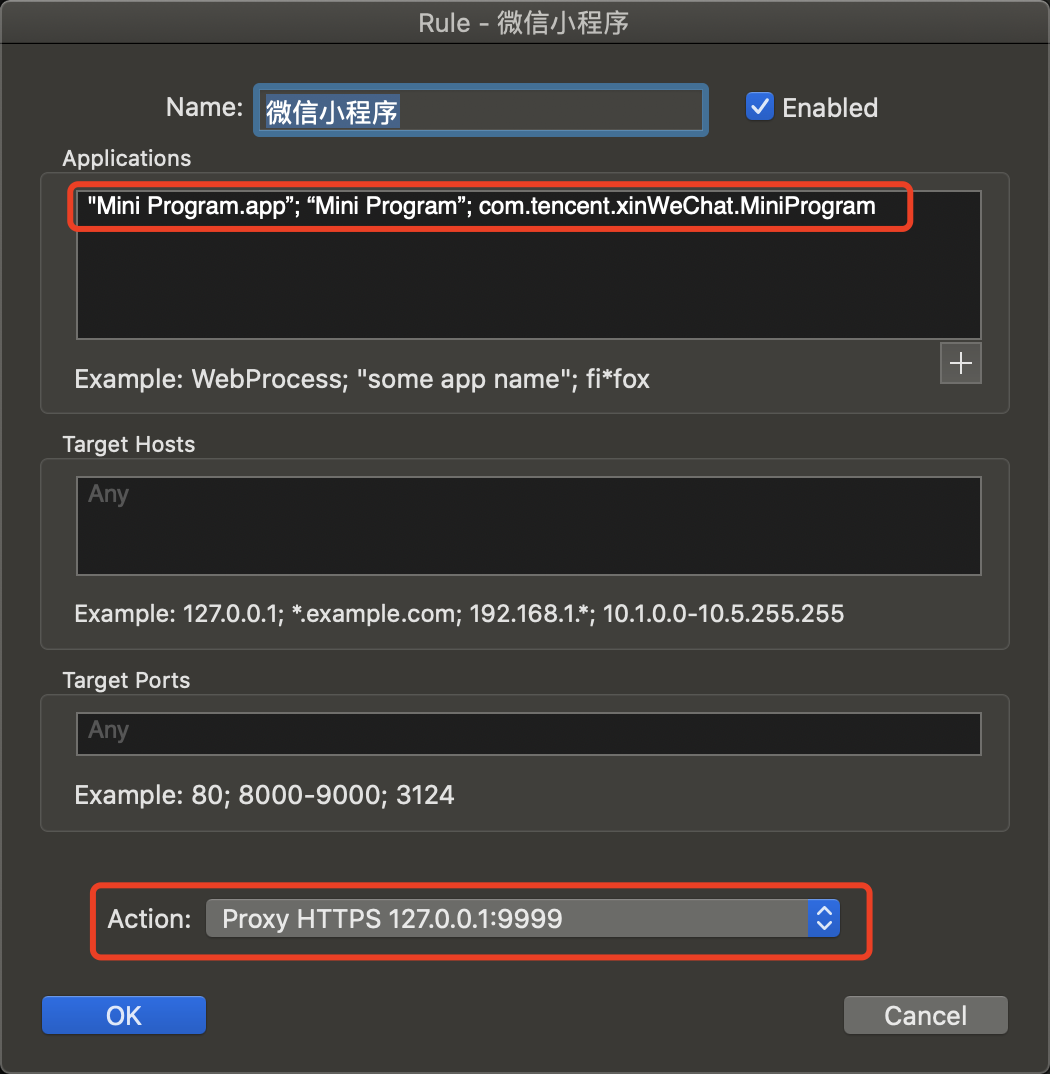 Rule - 微信小程序
Name: 微信小程序 Enabled
Applications
"Mini Program.app”; “Mini Program”; com.tencent.xinWeChat.MiniProgram
Example: WebProcess; "some app name"; fi*fox
Target Hosts
Any
Example: 127.0.0.1; *.example.com; 192.168.1.*; 10.1.0.0-10.5.255.255
Target Ports
Any
Example: 80; 8000-9000; 3124
Action: Proxy HTTPS 127.0.0.1:9999
OK Cancel